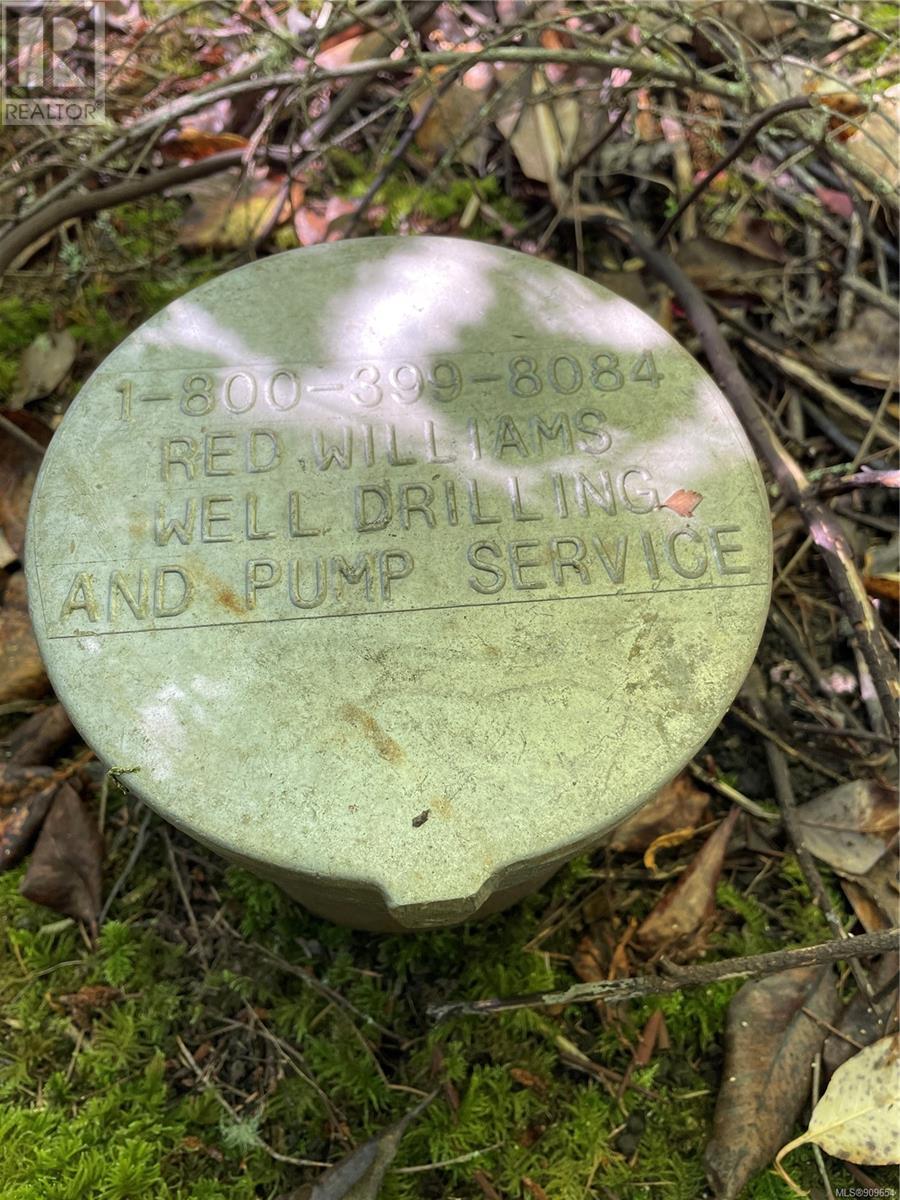 REALTOR®
1-800-399-8084
RED WILLIAMS
WELL DRILLING
AND PUMP SERVICE
MLS®909654